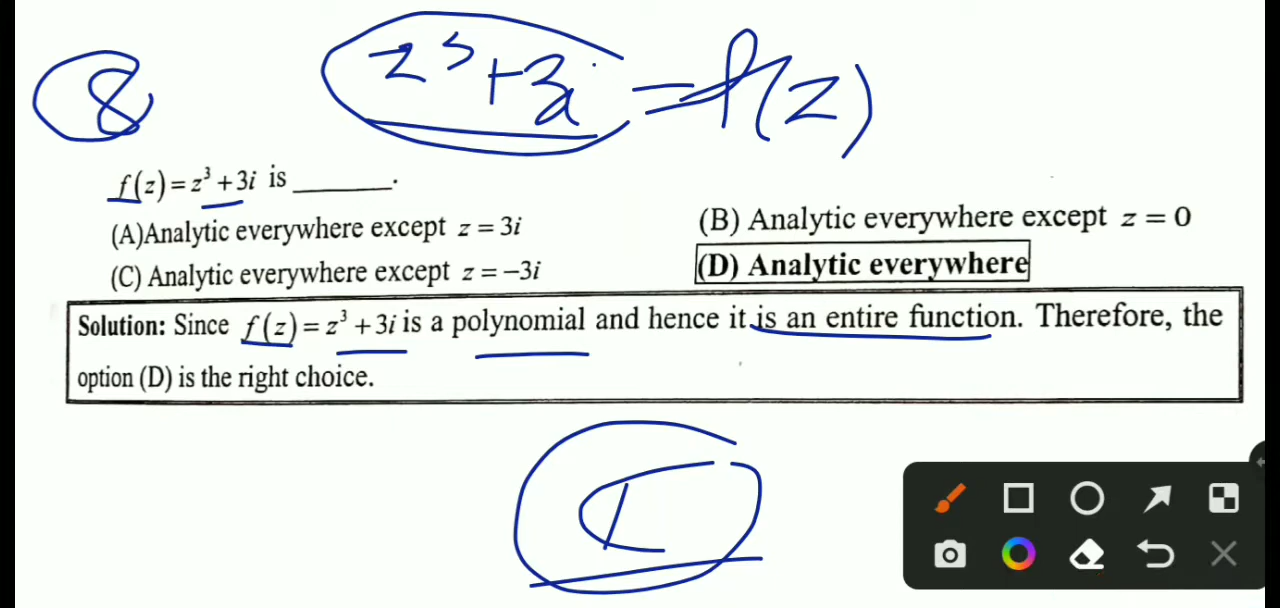 8 z³+3i = f(z)
f(z) = z³ + 3i is ______.
(A)Analytic everywhere except z = 3i
(B) Analytic everywhere except z = 0
(C) Analytic everywhere except z = −3i
(D) Analytic everywhere
Solution: Since f(z) = z³ + 3i is a polynomial and hence it is an entire function. Therefore, the
option (D) is the right choice.